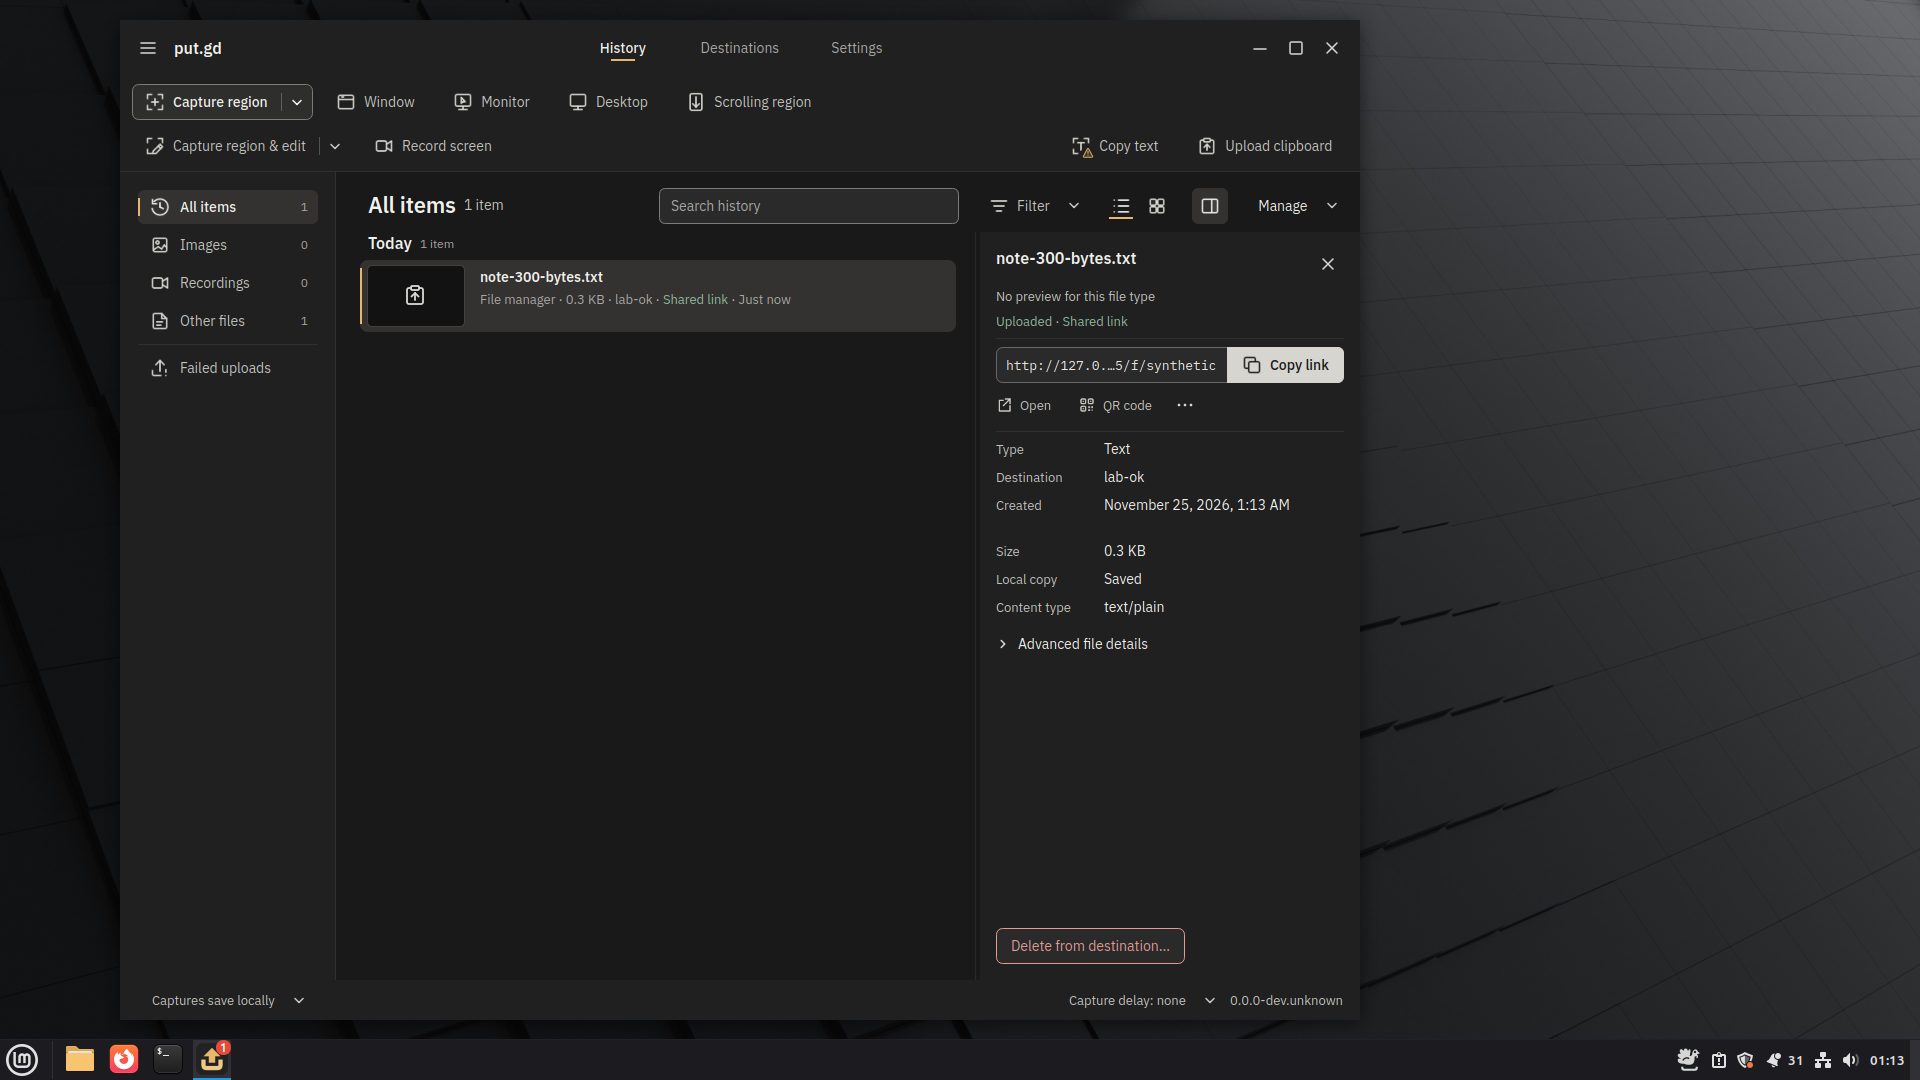 put.gd
History
Destinations
Settings
Capture region
Window
Monitor
Desktop
Scrolling region
Capture region & edit
Record screen
Copy text
Upload clipboard
All items 1
Images 0
Recordings 0
Other files 1
Failed uploads
All items 1 item
Search history
Filter
Manage
Today 1 item
note-300-bytes.txt
File manager · 0.3 KB · lab-ok · Shared link · Just now
note-300-bytes.txt
No preview for this file type
Uploaded · Shared link
http://127.0.…5/f/synthetic
Copy link
Open
QR code
Type Text
Destination lab-ok
Created November 25, 2026, 1:13 AM
Size 0.3 KB
Local copy Saved
Content type text/plain
Advanced file details
Delete from destination...
Captures save locally
Capture delay: none
0.0.0-dev.unknown
1
31
01:13